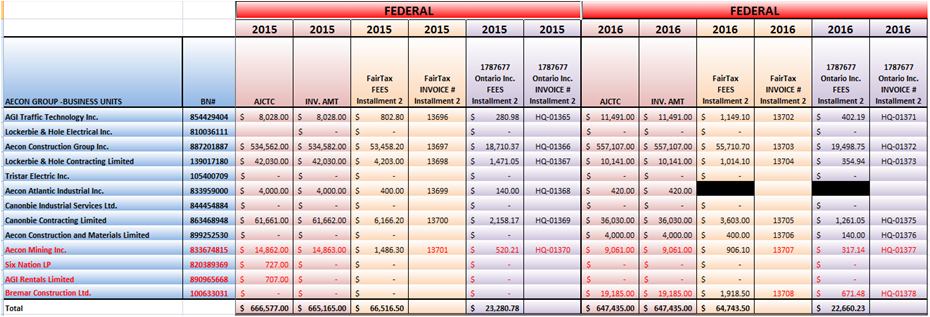 FEDERAL FEDERAL
2015 2015 2015 2015 2015 2015 2016 2016 2016 2016 2016 2016
AECON GROUP -BUSINESS UNITS BN# AJCTC INV. AMT FairTax FEES Installment 2 FairTax INVOICE # Installment 2 1787677 Ontario Inc. FEES Installment 2 1787677 Ontario Inc. INVOICE # Installment 2 AJCTC INV. AMT FairTax FEES Installment 2 FairTax INVOICE # Installment 2 1787677 Ontario Inc. FEES Installment 2 1787677 Ontario Inc. INVOICE # Installment 2
AGI Traffic Technology Inc. 854429404 $ 8,028.00 $ 8,028.00 $ 802.80 13696 $ 280.98 HQ-01365 $ 11,491.00 $ 11,491.00 $ 1,149.10 13702 $ 402.19 HQ-01371
Lockerbie & Hole Electrical Inc. 810036111 $ - $ - $ - $ - $ - $ -
Aecon Construction Group Inc. 887201887 $ 534,562.00 $ 534,582.00 $ 53,458.20 13697 $ 18,710.37 HQ-01366 $ 557,107.00 $ 557,107.00 $ 55,710.70 13703 $ 19,498.75 HQ-01372
Lockerbie & Hole Contracting Limited 139017180 $ 42,030.00 $ 42,030.00 $ 4,203.00 13698 $ 1,471.05 HQ-01367 $ 10,141.00 $ 10,141.00 $ 1,014.10 13704 $ 354.94 HQ-01373
Tristar Electric Inc. 105400709 $ - $ - $ - $ - $ - $ - $ - $ -
Aecon Atlantic Industrial Inc. 833959000 $ 4,000.00 $ 4,000.00 $ 400.00 13699 $ 140.00 HQ-01368 $ 420.00 $ 420.00
Canonbie Industrial Services Ltd. 844454884 $ - $ - $ - $ - $ - $ -
Canonbie Contracting Limited 863468948 $ 61,661.00 $ 61,662.00 $ 6,166.20 13700 $ 2,158.17 HQ-01369 $ 36,030.00 $ 36,030.00 $ 3,603.00 13705 $ 1,261.05 HQ-01375
Aecon Construction and Materials Limited 899252530 $ - $ - $ - $ - $ 4,000.00 $ 4,000.00 $ 400.00 13706 $ 140.00 HQ-01376
Aecon Mining Inc. 833674815 $ 14,862.00 $ 14,863.00 $ 1,486.30 13701 $ 520.21 HQ-01370 $ 9,061.00 $ 9,061.00 $ 906.10 13707 $ 317.14 HQ-01377
Six Nation LP 820389369 $ 727.00 $ - $ - $ - $ - $ - $ - $ -
AGI Rentals Limited 890965668 $ 707.00 $ - $ - $ - $ - $ - $ - $ -
Bremar Construction Ltd. 100633031 $ - $ - $ - $ - $ 19,185.00 $ 19,185.00 $ 1,918.50 13708 $ 671.48 HQ-01378
Total $ 666,577.00 $ 665,165.00 $ 66,516.50 $ 23,280.78 $ 647,435.00 $ 647,435.00 $ 64,743.50 $ 22,660.23